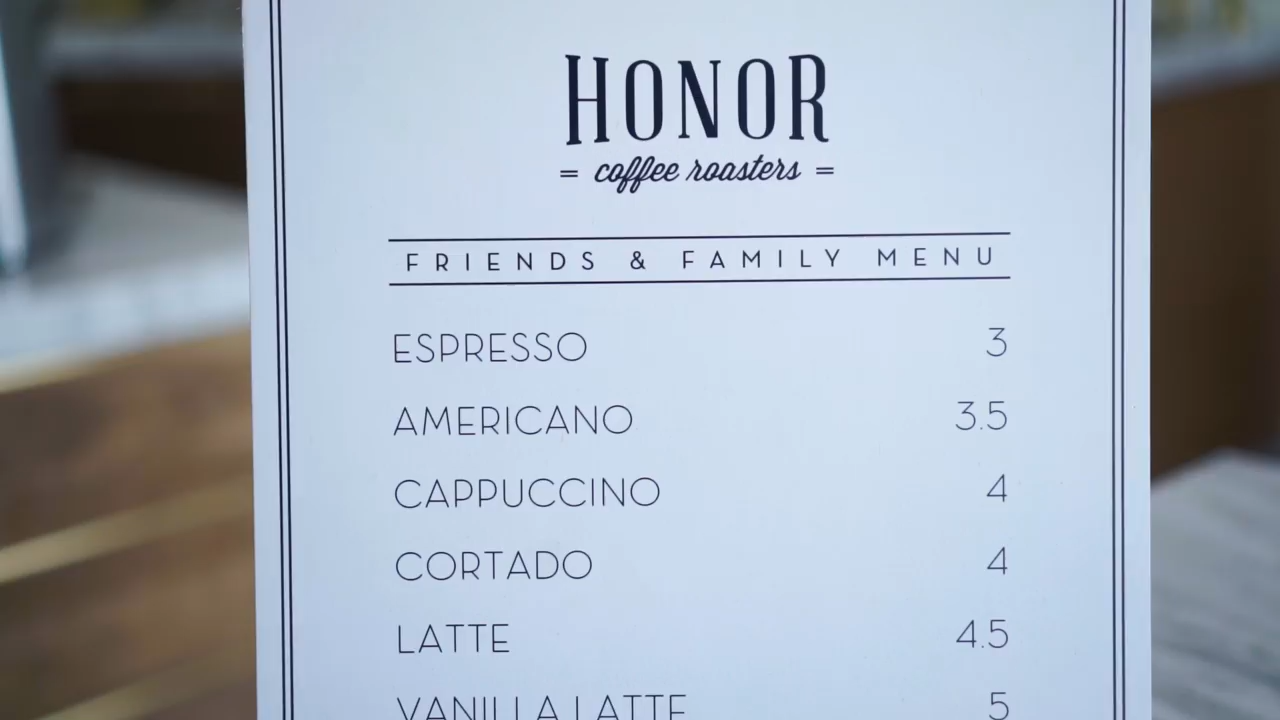 HONOR
= coffee roasters =
FRIENDS & FAMILY MENU
ESPRESSO 3
AMERICANO 3.5
CAPPUCCINO 4
CORTADO 4
LATTE 4.5
VANILLA LATTE 5